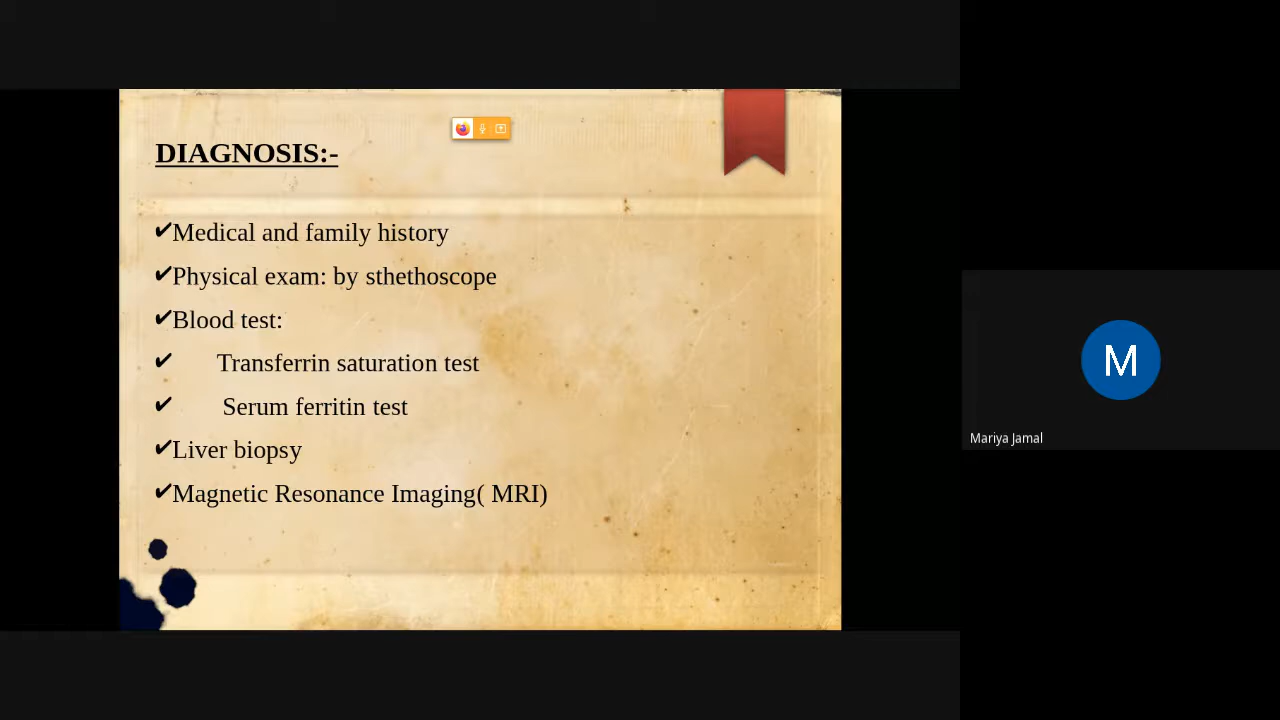 DIAGNOSIS:-
✔Medical and family history
✔Physical exam: by sthethoscope
✔Blood test:
✔ Transferrin saturation test
✔ Serum ferritin test
✔Liver biopsy
✔Magnetic Resonance Imaging( MRI)
M
Mariya Jamal